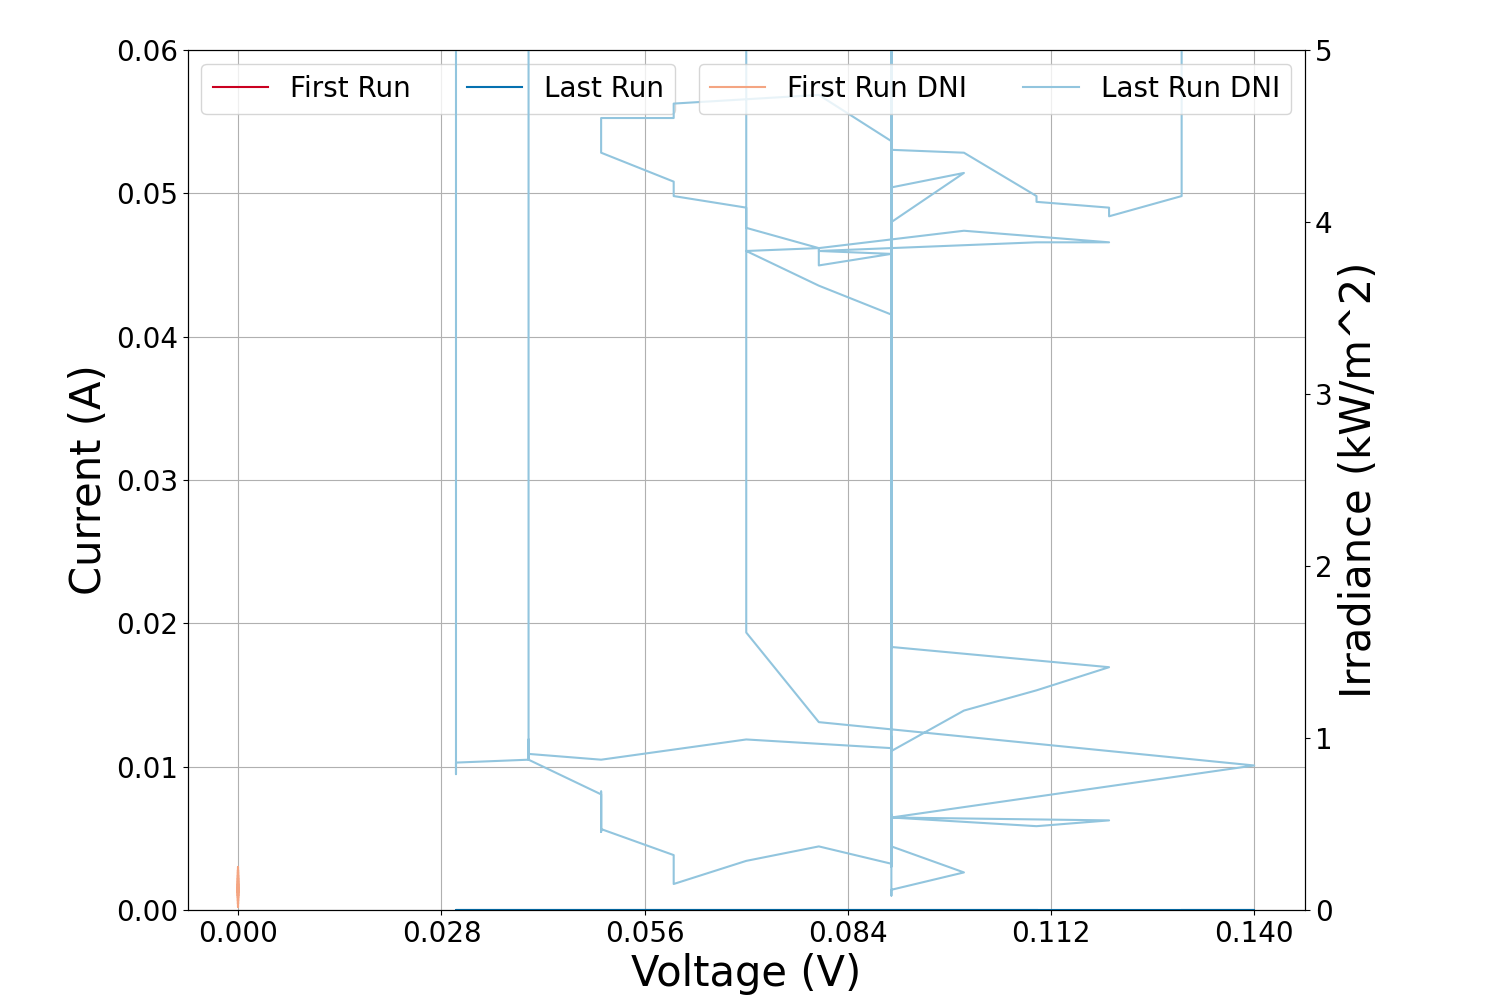 First Run
Last Run
First Run DNI
Last Run DNI
Current (A)
0.06
0.05
0.04
0.03
0.02
0.01
0.00
0.000
0.028
0.056
0.084
0.112
0.140
Voltage (V)
5
4
3
2
1
0
Irradiance (kW/m^2)